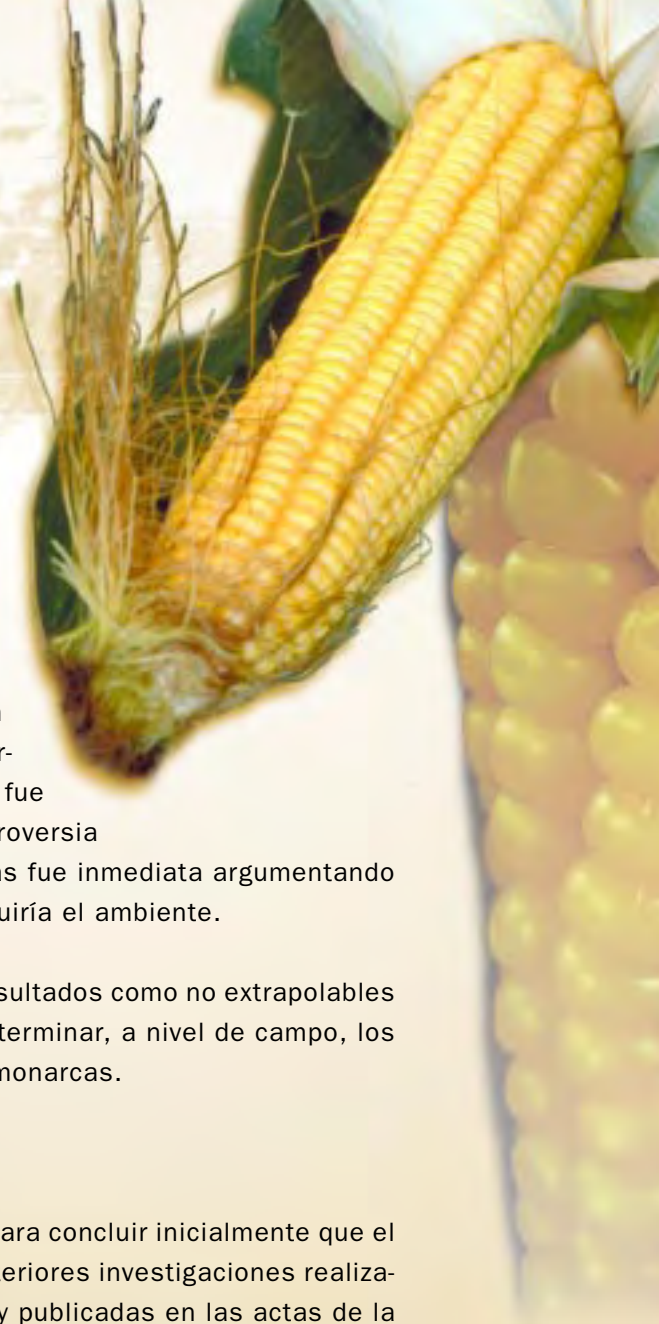 r-
fue
roversia
as fue inmediata argumentando
uiría el ambiente.
sultados como no extrapolables
terminar, a nivel de campo, los
monarcas.
ara concluir inicialmente que el
eriores investigaciones realiza-
y publicadas en las actas de la